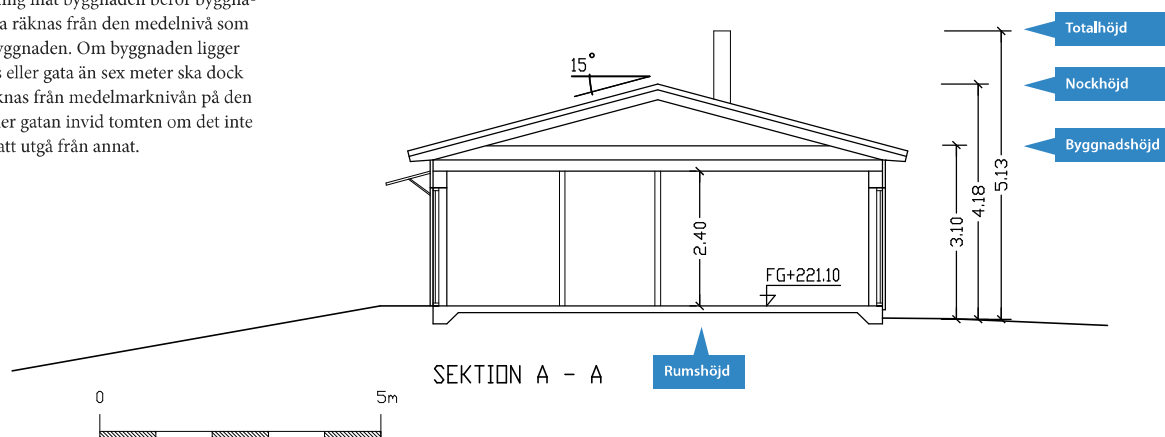 ning mat byggnaden beror byggna-
a räknas från den medelnivå som
yggnaden. Om byggnaden ligger
s eller gata än sex meter ska dock
knas från medelmarknivån på den
ler gatan invid tomten om det inte
att utgå från annat.
Totalhöjd
15°
Nockhöjd
Byggnadshöjd
5.13
4.18
3.10
2.40
FG+221.10
SEKTION A - A
Rumshöjd
0
5m